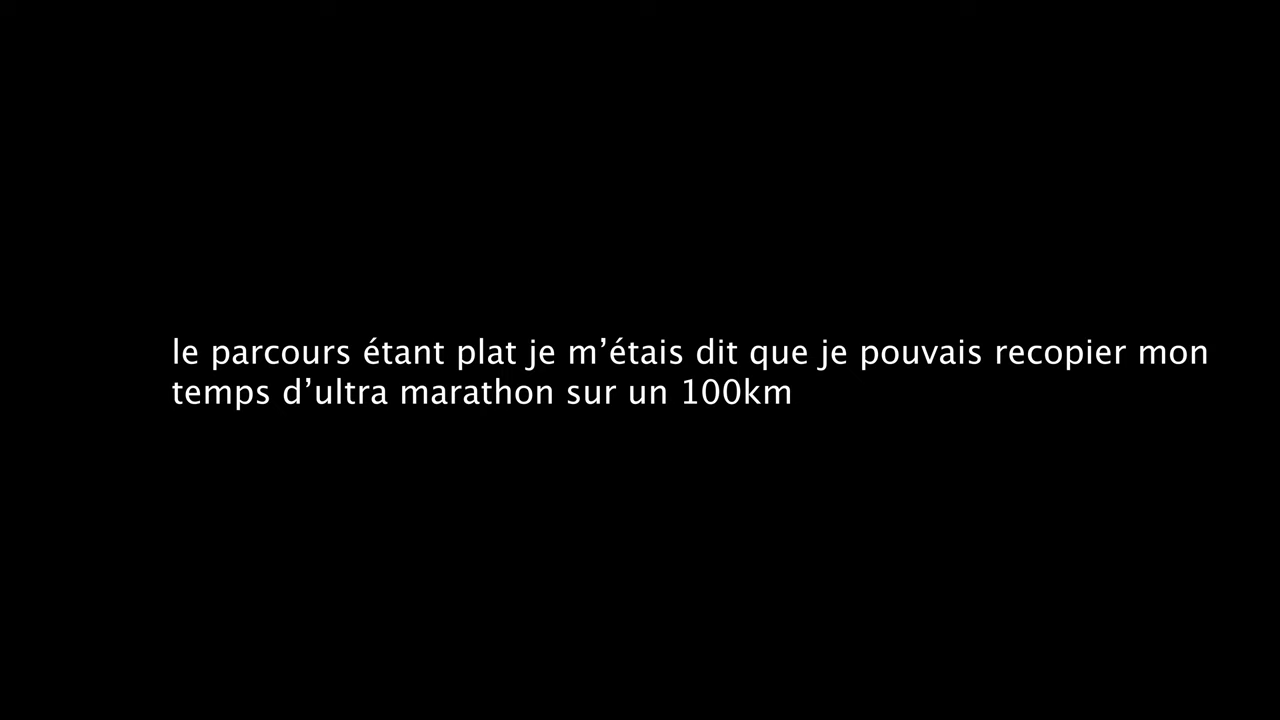 le parcours étant plat je m’étais dit que je pouvais recopier mon
temps d’ultra marathon sur un 100km